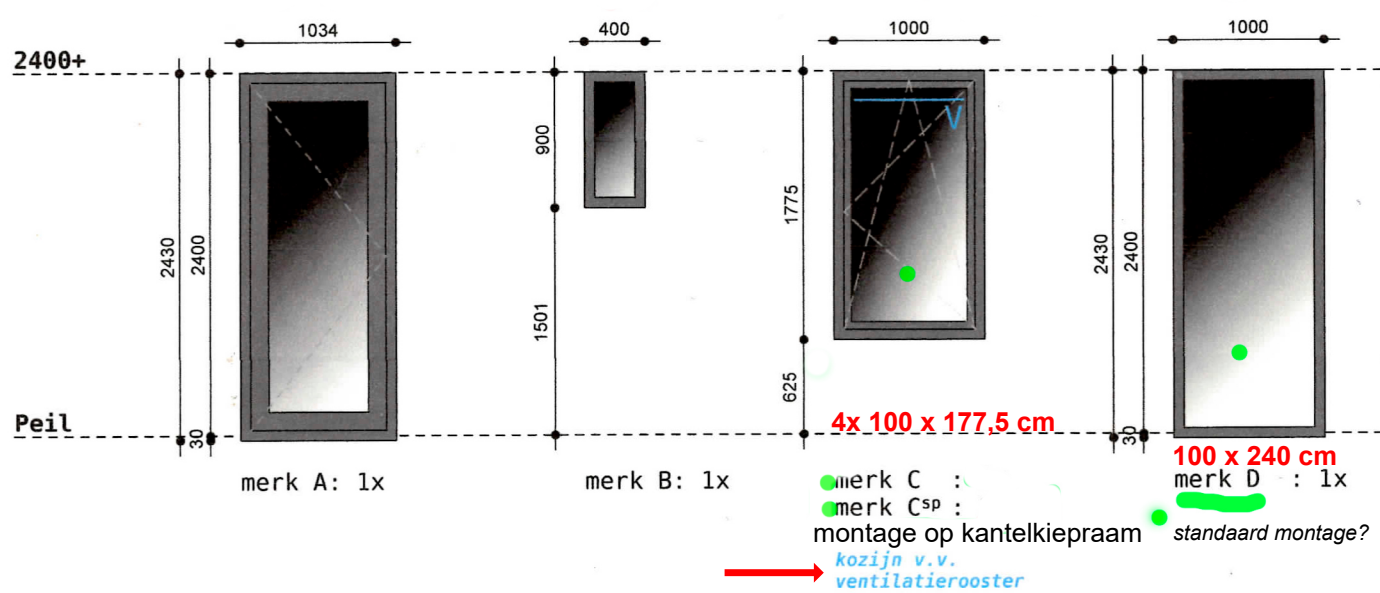 1034
400
1000
1000
2400+
2430
2400
900
1501
1775
V
625
2430
2400
Peil
30
30
4x 100 x 177,5 cm
100 x 240 cm
merk A: 1x
merk B: 1x
merk C :
merk D : 1x
merk Cˢᵖ :
montage op kantelkiepraam
standaard montage?
kozijn v.v.
ventilatierooster